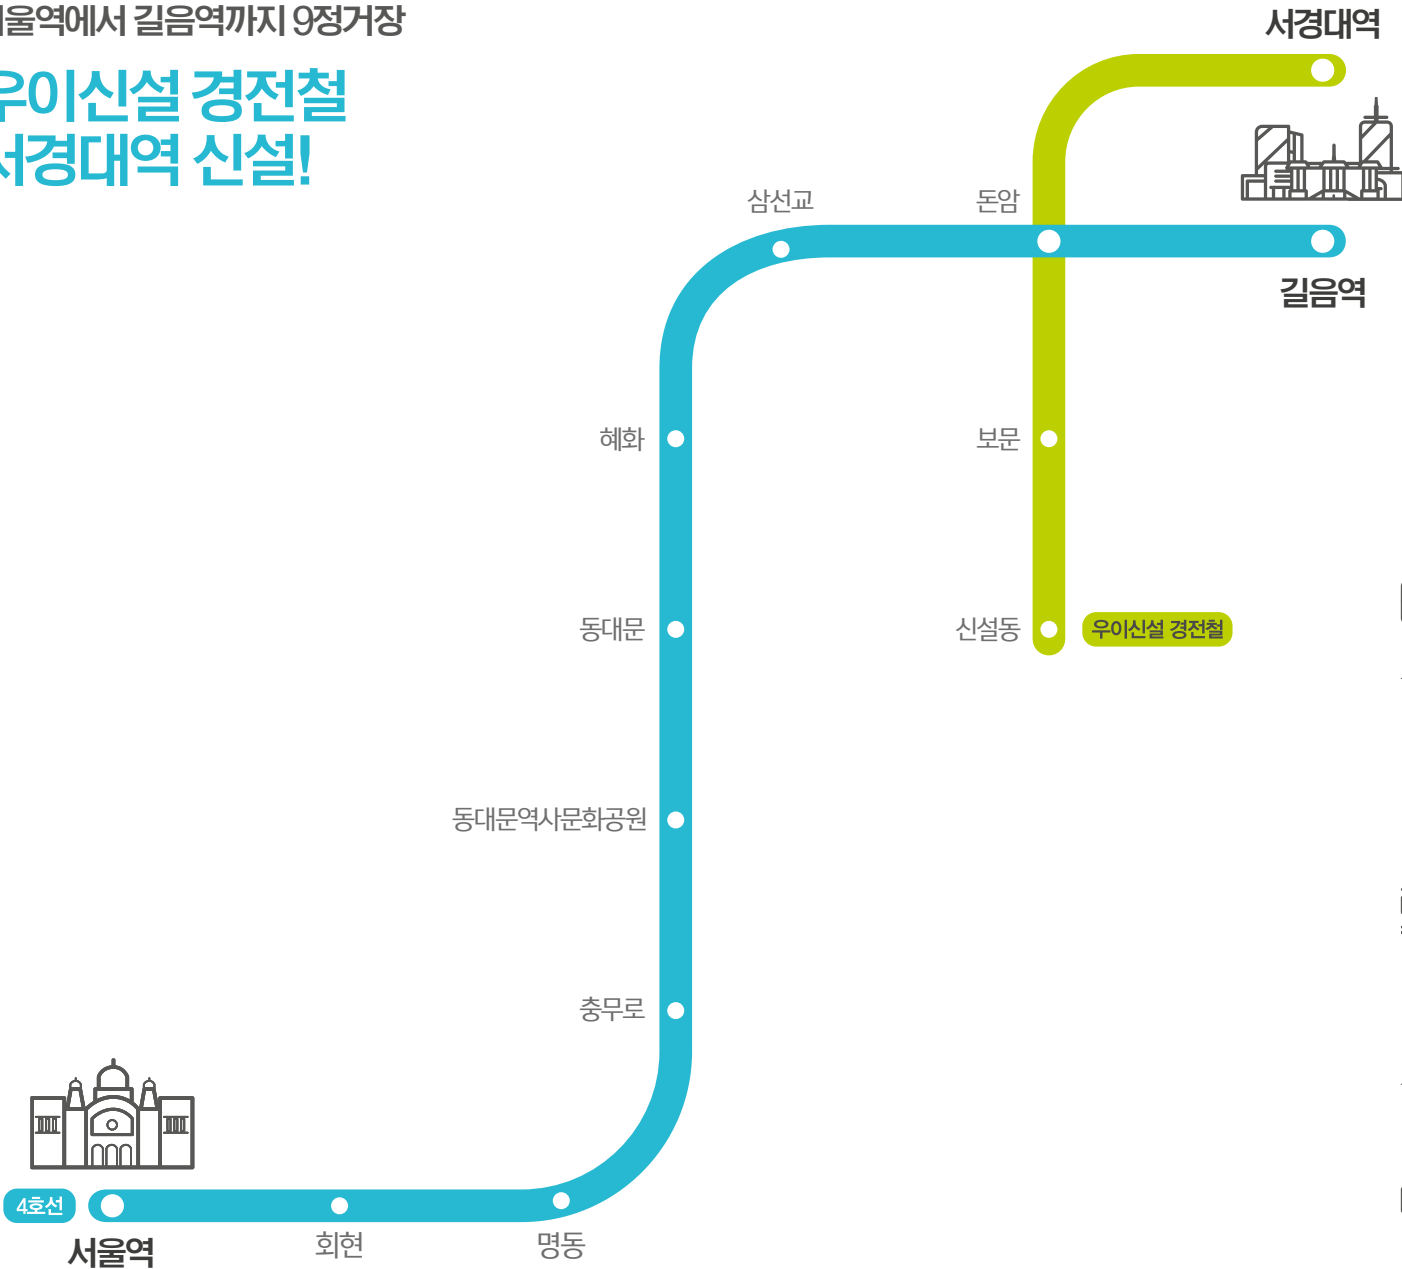 울역에서 길음역까지 9정거장
우이신설 경전철
서경대역 신설!
서경대역
삼선교
돈암
길음역
혜화
보문
동대문
신설동
우이신설 경전철
동대문역사문화공원
충무로
4호선
서울역
회현
명동